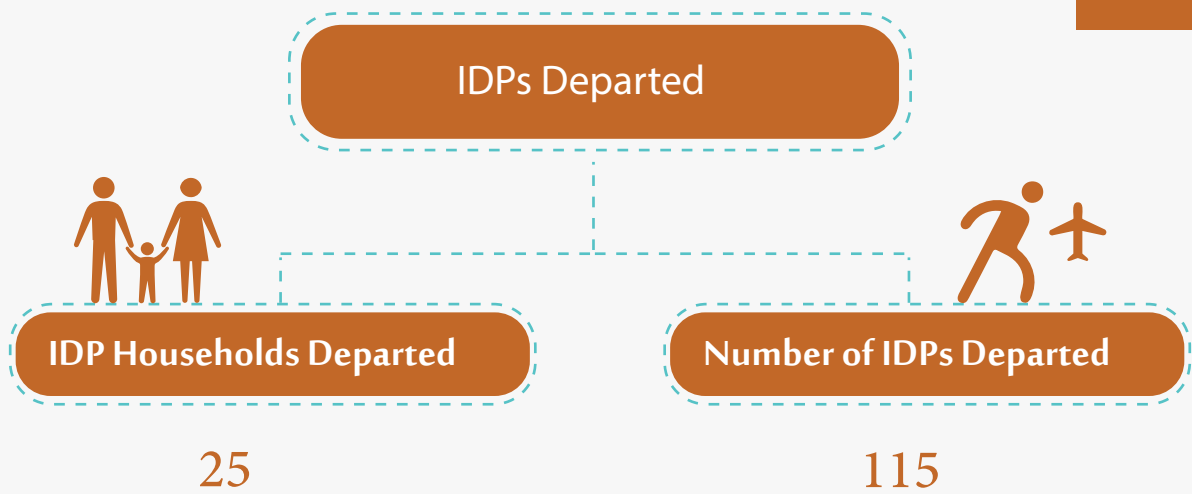 IDPs Departed
IDP Households Departed
Number of IDPs Departed
25
115